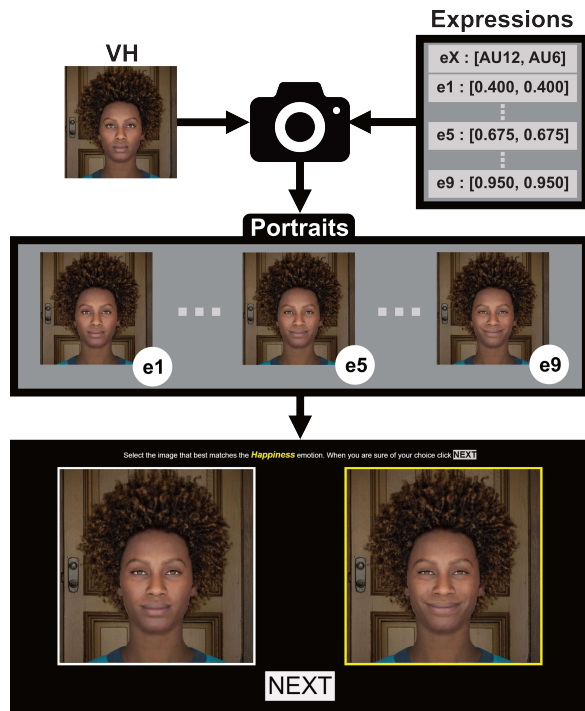 Expressions
VH
eX : [AU12, AU6]
e1 : [0.400, 0.400]
e5 : [0.675, 0.675]
e9 : [0.950, 0.950]
Portraits
e1
e5
e9
Select the image that best matches the Happiness emotion. When you are sure of your choice click NEXT
NEXT